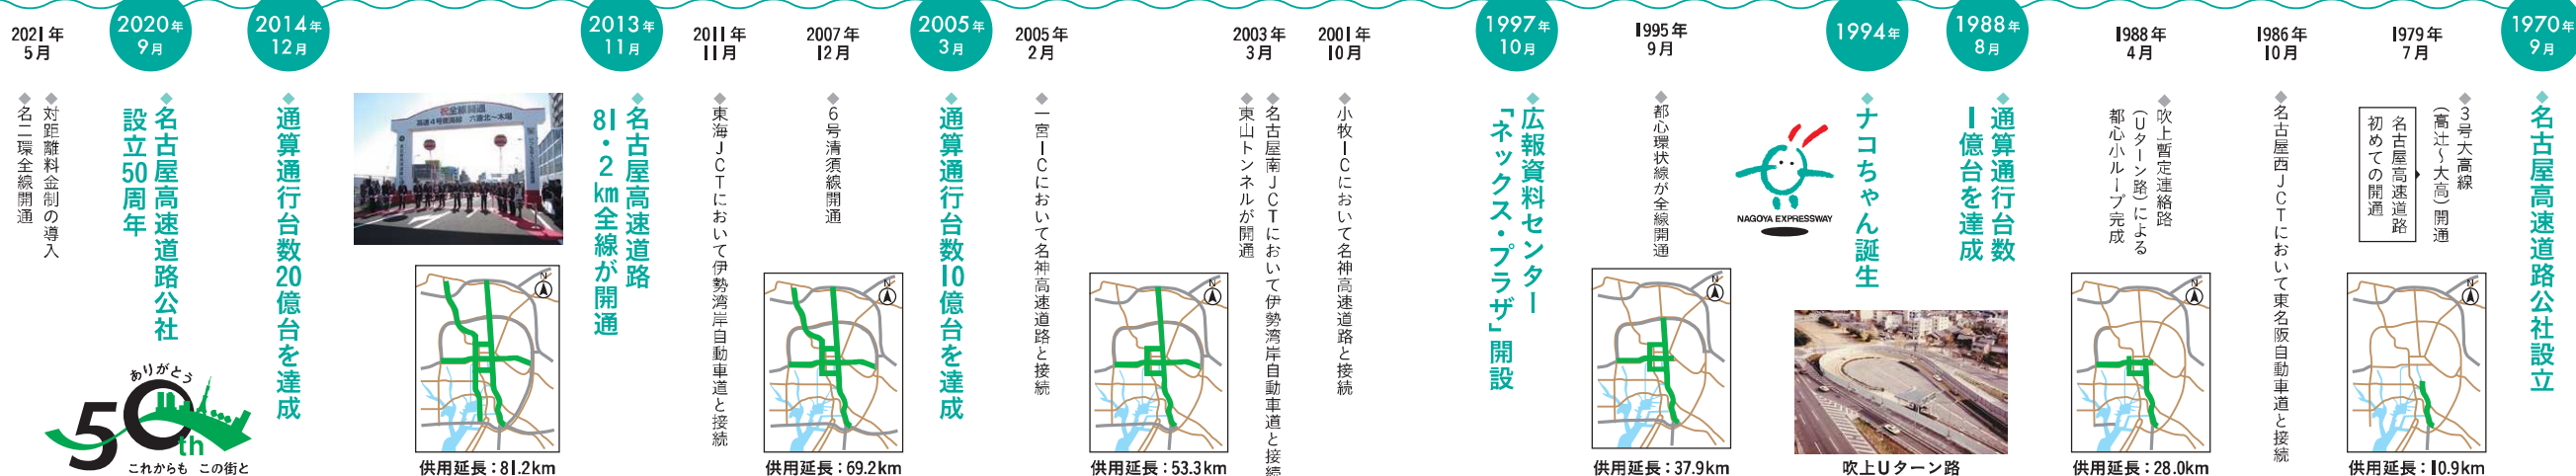 1970年
9月
名古屋高速道路公社設立
1979年
7月
3号大高線
(高辻~大高)開通
名古屋高速道路
初めての開通
供用延長:10.9km
1986年
10月
名古屋西JCTにおいて東名阪自動車道と接続
1988年
4月
吹上暫定連絡路
(Uターン路)による
都心小ループ完成
供用延長:28.0km
1988年
8月
通算通行台数
1億台を達成
1994年
ナコちゃん誕生
NAGOYA EXPRESSWAY
吹上Uターン路
1995年
9月
都心環状線が全線開通
供用延長:37.9km
1997年
10月
広報資料センター
「ネックス・プラザ」開設
2001年
10月
小牧ICにおいて名神高速道路と接続
2003年
3月
名古屋南JCTにおいて伊勢湾岸自動車道と接続
東山トンネルが開通
供用延長:53.3km
2005年
2月
一宮ICにおいて名神高速道路と接続
2005年
3月
通算通行台数10億台を達成
2007年
12月
6号清須線開通
供用延長:69.2km
2011年
11月
東海JCTにおいて伊勢湾岸自動車道と接続
2013年
11月
名古屋高速道路
81・2km全線が開通
祝全線開通
高速4号東海線 六番北~木場
供用延長:81.2km
2014年
12月
通算通行台数20億台を達成
2020年
9月
名古屋高速道路公社
設立50周年
ありがとう
50th
これからも この街と
2021年
5月
対距離料金制の導入
名二環全線開通
N
N
N
N
N
N